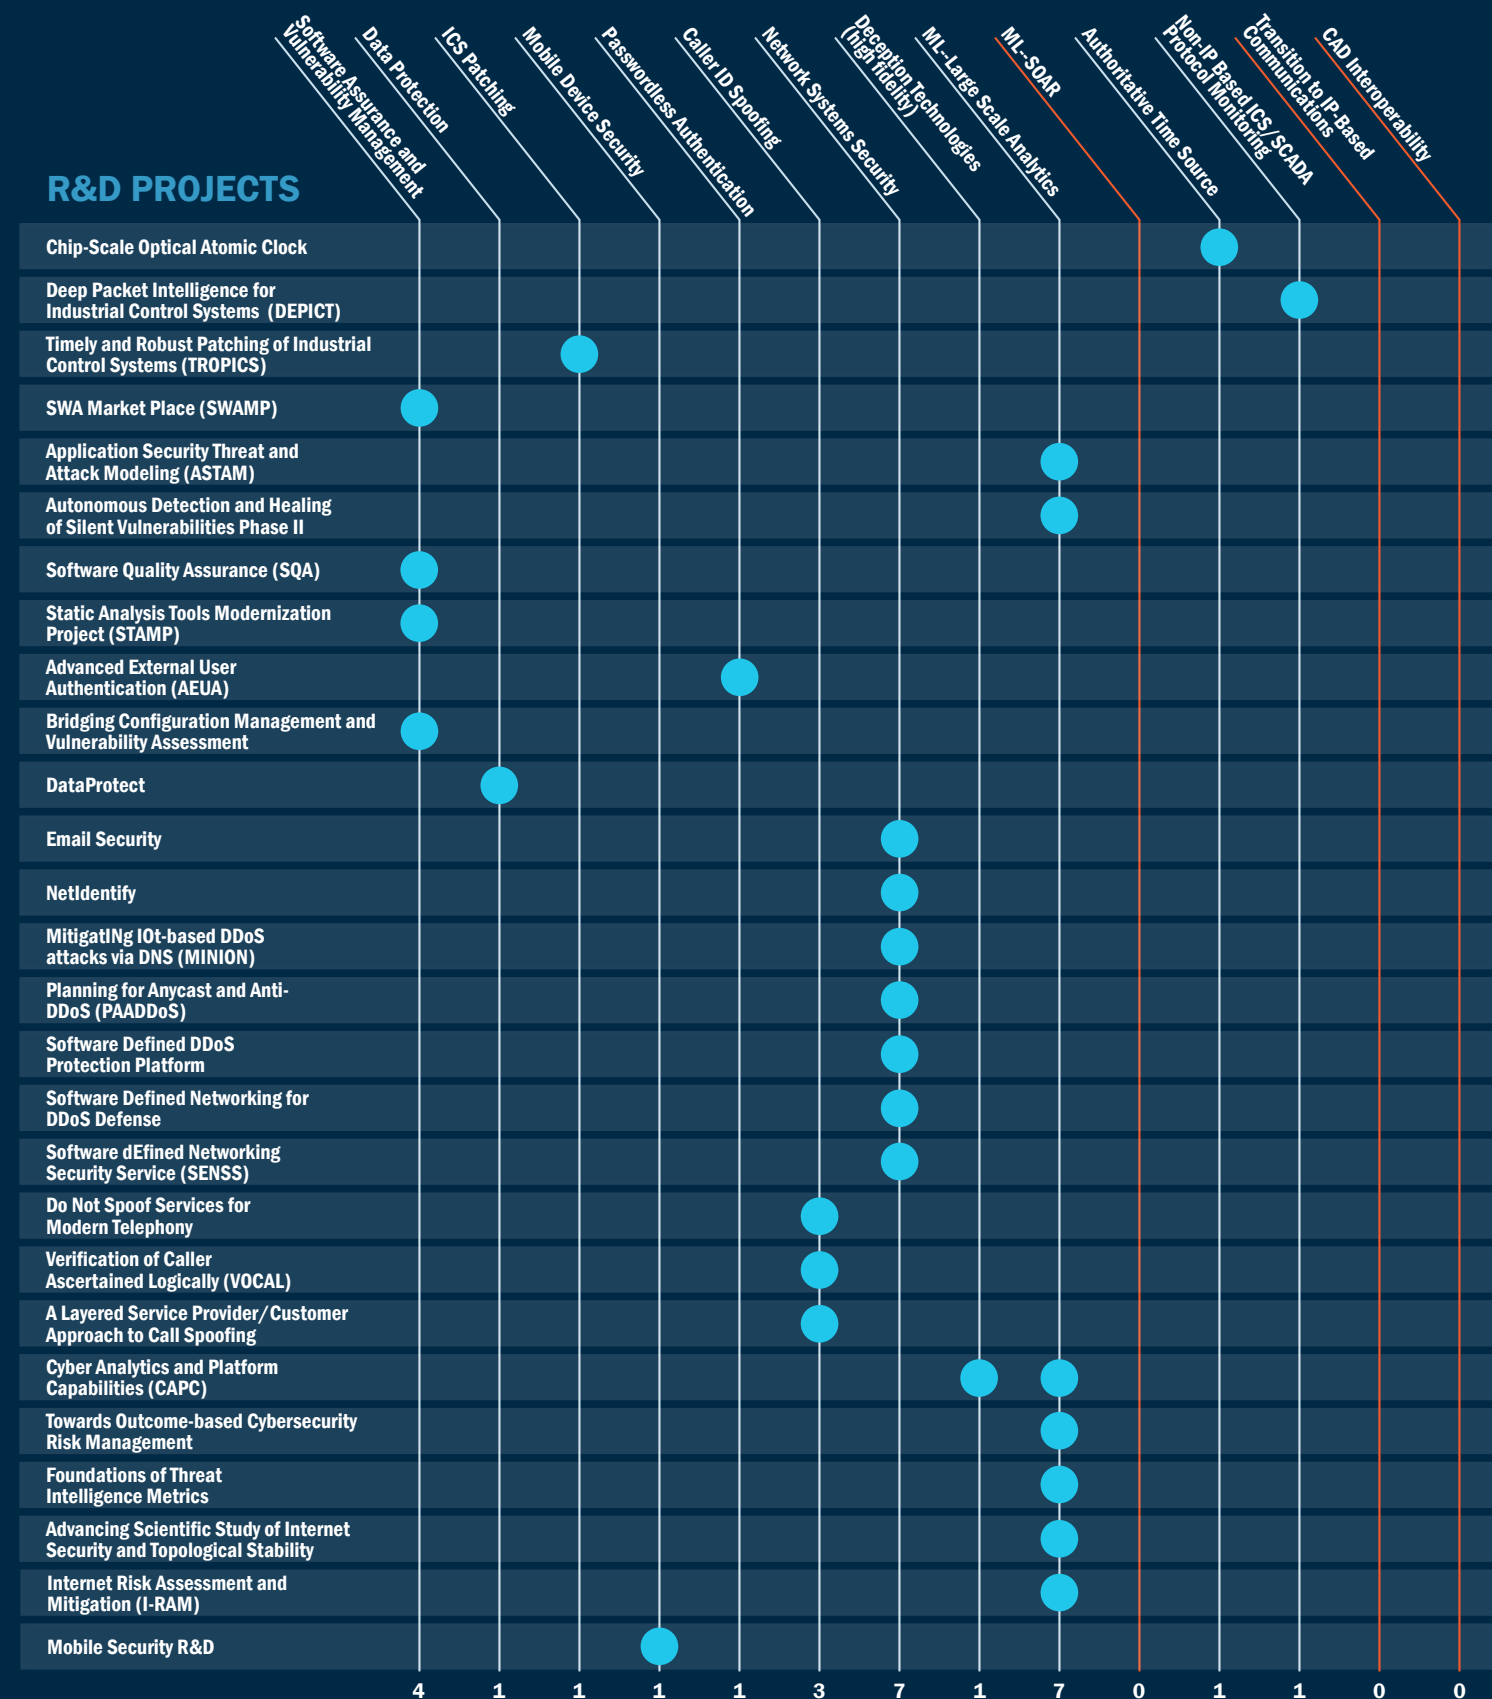 Software Assurance and
Vulnerability Management
Data Protection
ICS Patching
Mobile Device Security
Passwordless Authentication
Caller ID Spoofing
Network Systems Security
Deception Technologies
(high fidelity)
ML--Large Scale Analytics
ML--SOAR
Authoritative Time Source
Non-IP Based ICS/SCADA
Protocol Monitoring
Transition to IP-Based
Communications
CAD Interoperability
R&D PROJECTS
Chip-Scale Optical Atomic Clock
Deep Packet Intelligence for
Industrial Control Systems (DEPICT)
Timely and Robust Patching of Industrial
Control Systems (TROPICS)
SWA Market Place (SWAMP)
Application Security Threat and
Attack Modeling (ASTAM)
Autonomous Detection and Healing
of Silent Vulnerabilities Phase II
Software Quality Assurance (SQA)
Static Analysis Tools Modernization
Project (STAMP)
Advanced External User
Authentication (AEUA)
Bridging Configuration Management and
Vulnerability Assessment
DataProtect
Email Security
NetIdentify
MitigatINg IOt-based DDoS
attacks via DNS (MINION)
Planning for Anycast and Anti-
DDoS (PAADDoS)
Software Defined DDoS
Protection Platform
Software Defined Networking for
DDoS Defense
Software dEfined Networking
Security Service (SENSS)
Do Not Spoof Services for
Modern Telephony
Verification of Caller
Ascertained Logically (VOCAL)
A Layered Service Provider/Customer
Approach to Call Spoofing
Cyber Analytics and Platform
Capabilities (CAPC)
Towards Outcome-based Cybersecurity
Risk Management
Foundations of Threat
Intelligence Metrics
Advancing Scientific Study of Internet
Security and Topological Stability
Internet Risk Assessment and
Mitigation (I-RAM)
Mobile Security R&D
4 1 1 1 1 3 7 1 7 0 1 1 0 0